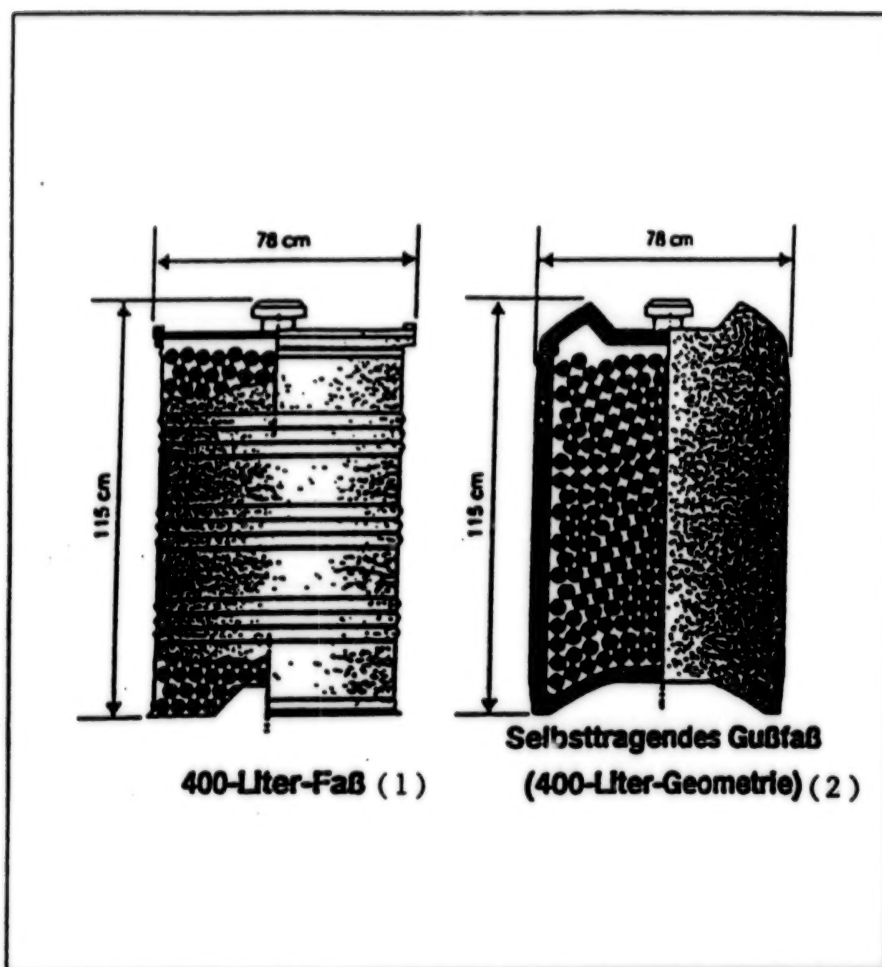 78 cm
78 cm
115 cm
115 cm
400-Liter-Faß (1)
Selbsttragendes Gußfaß
(400-Liter-Geometrie) (2)